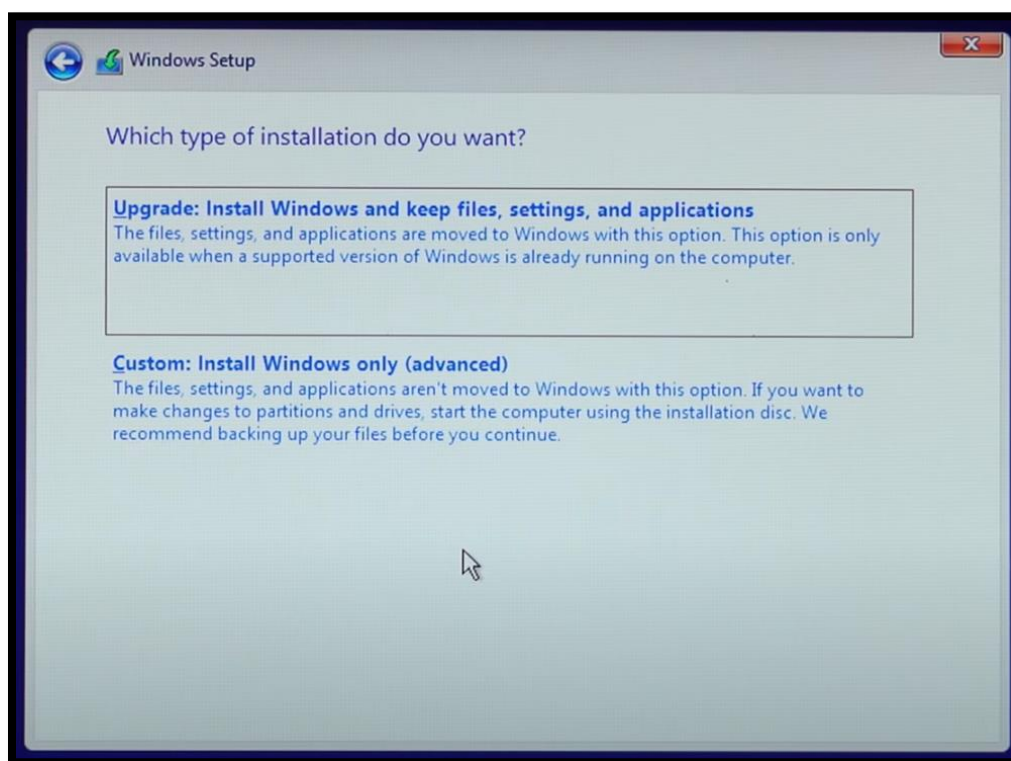 Windows Setup
Which type of installation do you want?
Upgrade: Install Windows and keep files, settings, and applications
The files, settings, and applications are moved to Windows with this option. This option is only
available when a supported version of Windows is already running on the computer.
Custom: Install Windows only (advanced)
The files, settings, and applications aren't moved to Windows with this option. If you want to
make changes to partitions and drives, start the computer using the installation disc. We
recommend backing up your files before you continue.